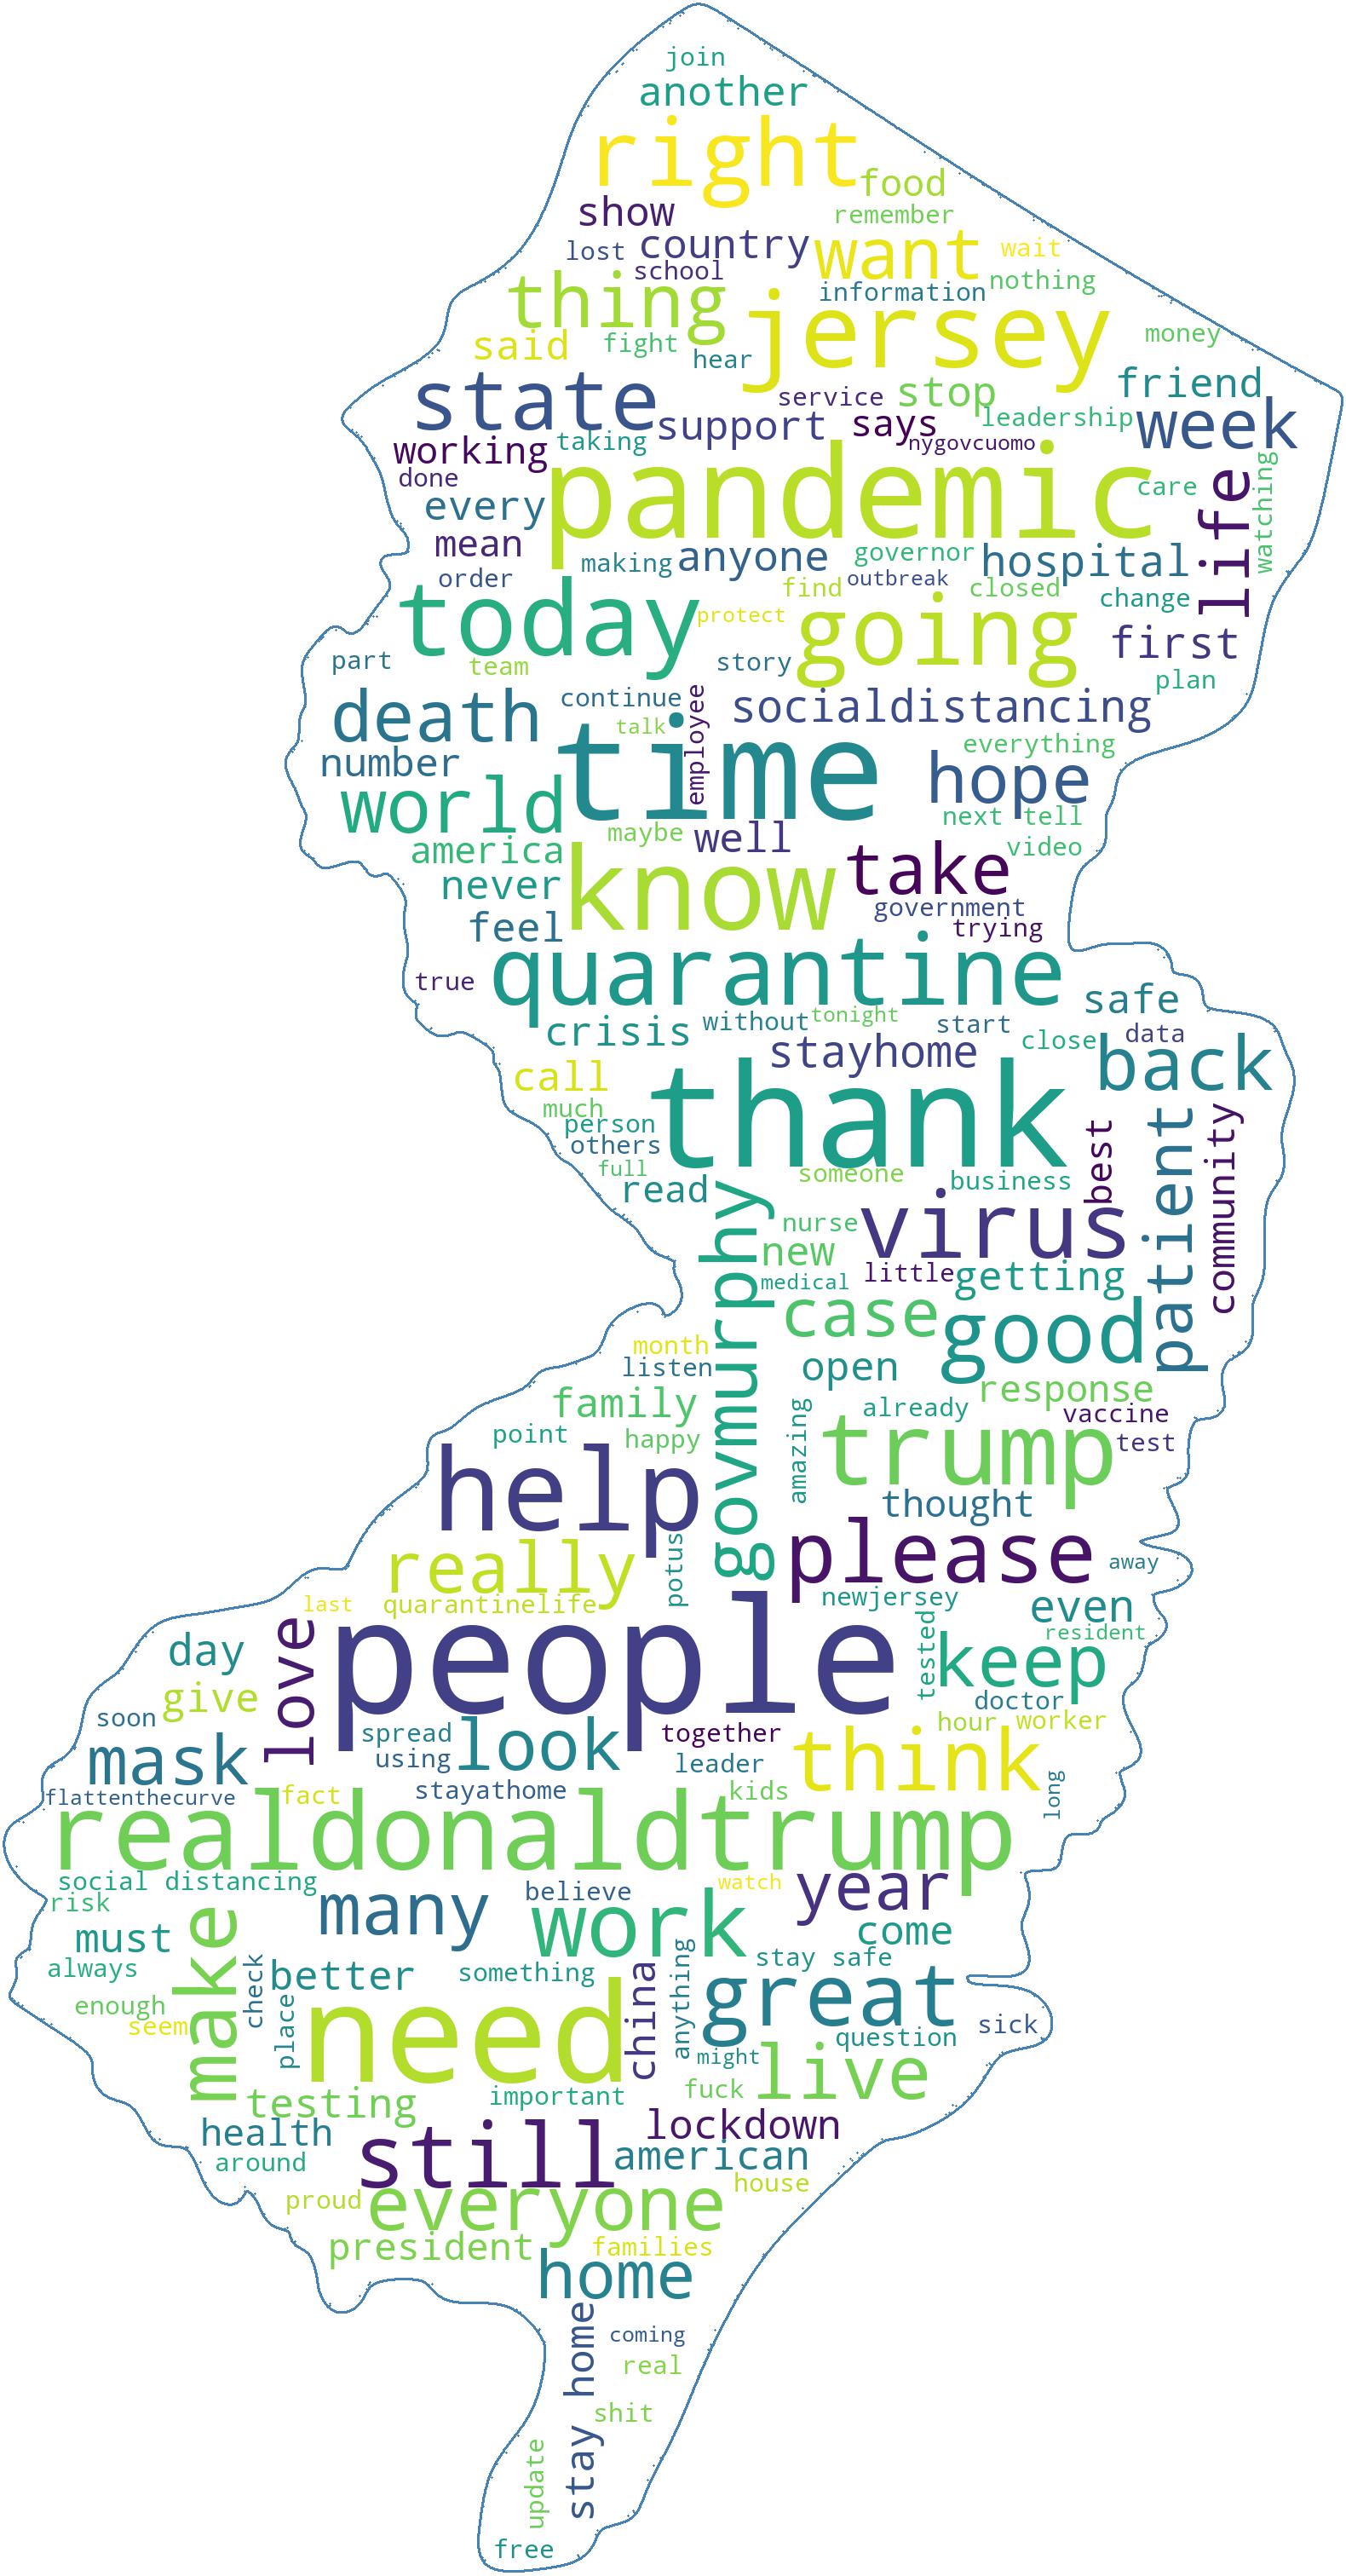 join
another
right
food
show
remember
lost
country
want
wait
school
thing
information
nothing
jersey
said
fight
hear
money
state
service
stop
friend
support
says
leadership
week
working
taking
nygovcuomo
done
pandemic
care
life
watching
every
mean
making
anyone
governor
hospital
order
find
outbreak
closed
change
today
protect
going
first
part
team
story
plan
death
continue
talk
employee
socialdistancing
number
time
everything
hope
world
next
tell
america
maybe
well
video
never
know
take
government
feel
trying
true
quarantine
safe
crisis
without
tonight
start
close
data
call
stayhome
back
much
person
thank
others
full
read
someone
business
best
patient
community
govmurphy
nurse
virus
new
medical
little
getting
case
good
month
listen
open
family
response
point
happy
amazing
already
vaccine
trump
test
help
thought
really
potus
please
away
last
quarantinelife
newjersey
even
resident
day
love
people
tested
keep
give
doctor
soon
spread
together
hour
worker
mask
using
look
leader
think
flattenthecurve
fact
stayathome
kids
long
realdonaldtrump
social distancing
believe
watch
year
risk
many
work
come
must
make
stay safe
always
check
better
something
china
anything
great
enough
seem
place
need
question
sick
might
live
testing
important
fuck
health
lockdown
around
still
american
proud
everyone
house
president
families
home
stay home
coming
real
shit
update
free